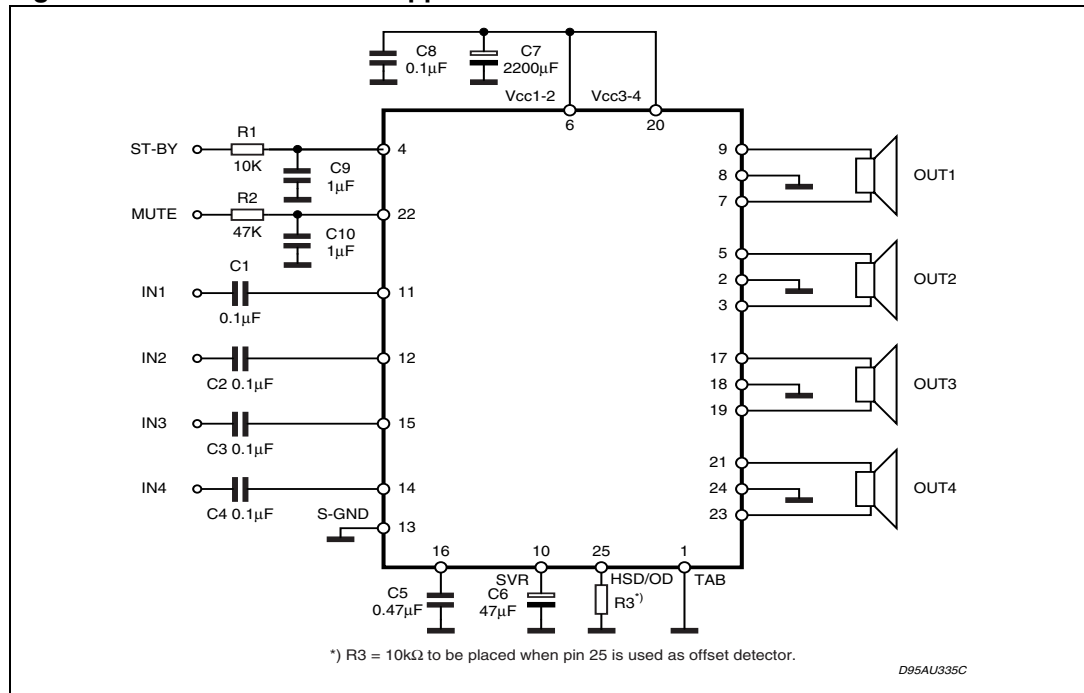 C8
0.1µF
C7
2200µF
Vcc1-2
Vcc3-4
6
20
ST-BY
R1
10K
4
C9
1µF
MUTE
R2
47K
22
C10
1µF
IN1
C1
0.1µF
11
IN2
C2 0.1µF
12
IN3
C3 0.1µF
15
IN4
C4 0.1µF
14
S-GND
13
9
8
7
OUT1
5
2
3
OUT2
17
18
19
OUT3
21
24
23
OUT4
16
10
25
1
SVR
HSD/OD
TAB
C5
0.47µF
C6
47µF
R3*)
*) R3 = 10kΩ to be placed when pin 25 is used as offset detector.
D95AU335C